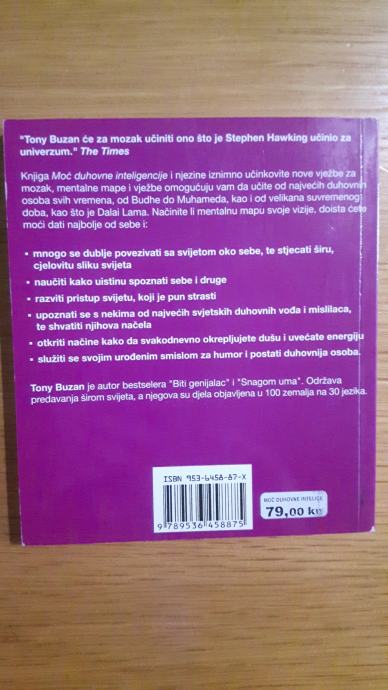 "Tony Buzan će za mozak učiniti ono što je Stephen Hawking učinio za
univerzum." The Times
Knjiga Moć duhovne inteligencije i njezine iznimno učinkovite nove vježbe za
mozak, mentalne mape i vježbe omogućuju vam da učite od najvećih duhovnih
osoba svih vremena, od Budhe do Muhameda, kao i od velikana suvremenog
doba, kao što je Dalai Lama. Načinite li mentalnu mapu svoje vizije, doista ćete
moći dati najbolje od sebe i:
• mnogo se dublje povezivati sa svijetom oko sebe, te stjecati širu,
cjelovitu sliku svijeta
• naučiti kako uistinu spoznati sebe i druge
• razviti pristup svijetu, koji je pun strasti
• upoznati se s nekima od najvećih svjetskih duhovnih vođa i mislilaca,
te shvatiti njihova načela
• otkriti načine kako da svakodnevno okrepljujete dušu i uvećate energiju
• služiti se svojim urođenim smislom za humor i postati duhovnija osoba.
Tony Buzan je autor bestselera "Biti genijalac" i "Snagom uma". Održava
predavanja širom svijeta, a njegova su djela objavljena u 100 zemalja na 30 jezika.
ISBN 953-6458-87-X
9 789536 458875
MOĆ DUHOVNE INTELIGE
79,00 kn